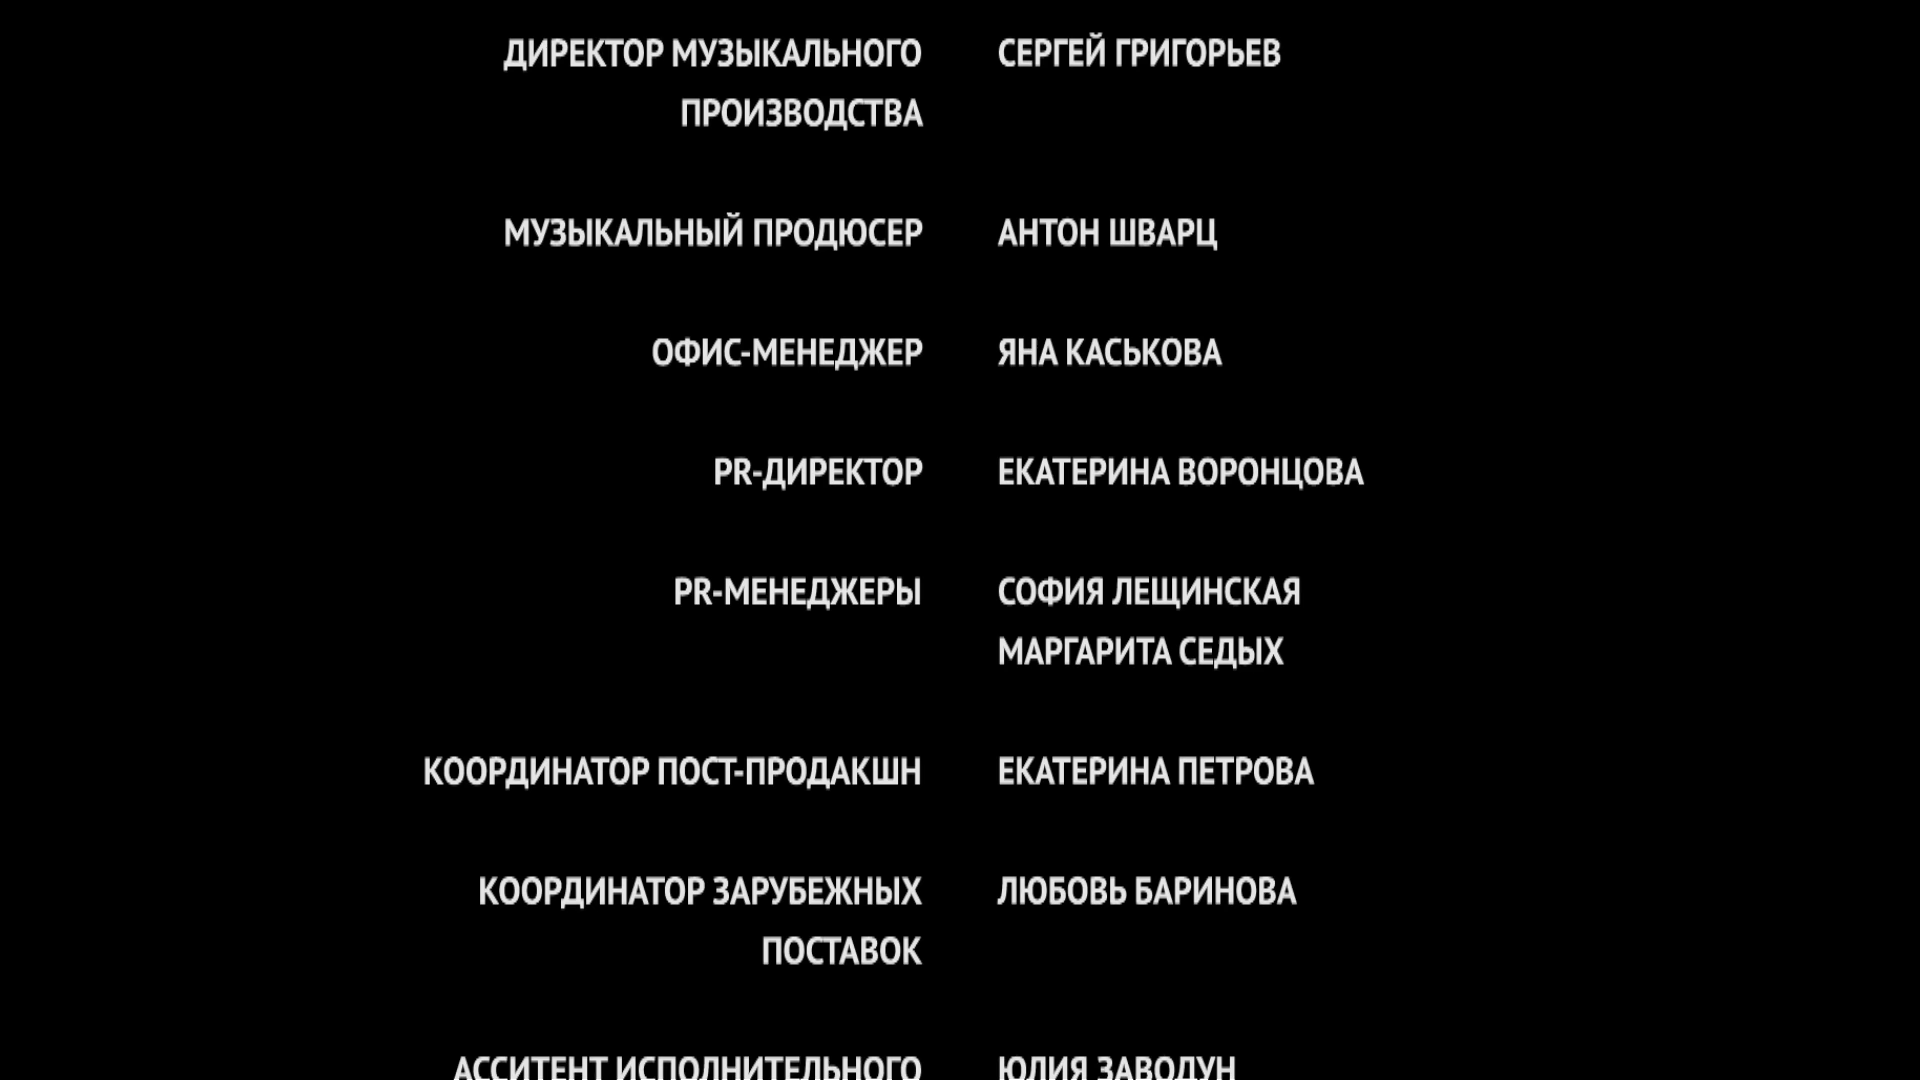 ДИРЕКТОР МУЗЫКАЛЬНОГО СЕРГЕЙ ГРИГОРЬЕВ
ПРОИЗВОДСТВА
МУЗЫКАЛЬНЫЙ ПРОДЮСЕР АНТОН ШВАРЦ
ОФИС-МЕНЕДЖЕР ЯНА КАСЬКОВА
PR-ДИРЕКТОР ЕКАТЕРИНА ВОРОНЦОВА
PR-МЕНЕДЖЕРЫ СОФИЯ ЛЕЩИНСКАЯ
МАРГАРИТА СЕДЫХ
КООРДИНАТОР ПОСТ-ПРОДАКШН ЕКАТЕРИНА ПЕТРОВА
КООРДИНАТОР ЗАРУБЕЖНЫХ ЛЮБОВЬ БАРИНОВА
ПОСТАВОК
АССИТЕНТ ИСПОЛНИТЕЛЬНОГО ЮЛИЯ ЗАВОДУН